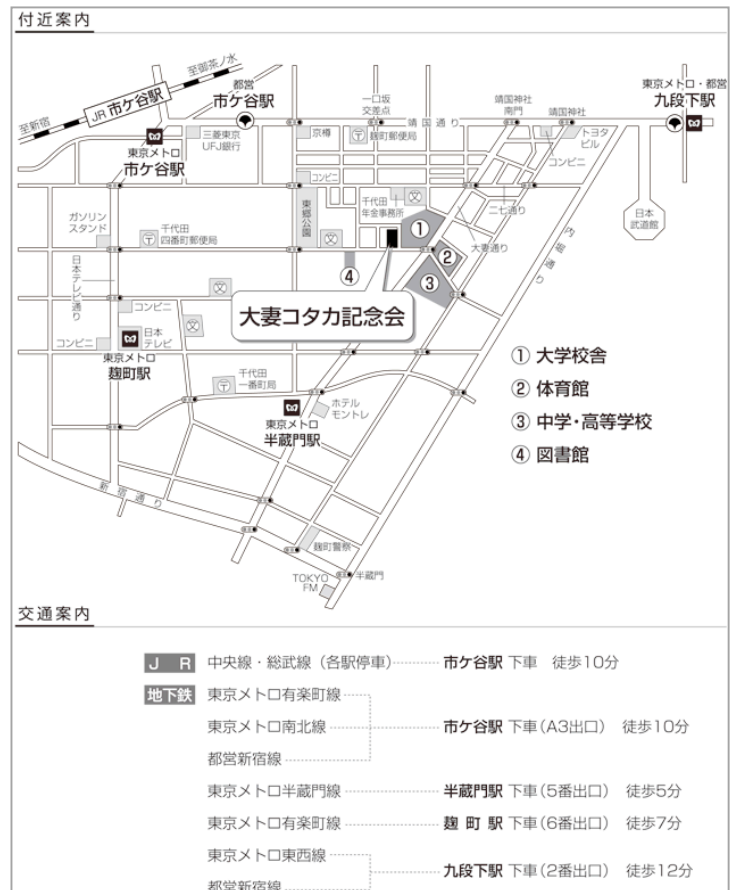 付近案内
至御茶ノ水
JR 市ケ谷駅
至新宿
都営
市ケ谷駅
一口坂
交差点
靖国神社
南門
靖国神社
東京メトロ・都営
九段下駅
靖国通り
東京メトロ
市ケ谷駅
三菱東京
UFJ銀行
京樽
〒
麹町郵便局
トヨタ
ビル
コンビニ
コンビニ
東郷公園
文
千代田
年金事務所
文
二七通り
日本
武道館
内堀通り
ガソリン
スタンド
〒
千代田
四番町郵便局
①
大妻通り
②
③
④
日本テレビ通り
文
大妻コタカ記念会
コンビニ
文
コンビニ
日本
テレビ
東京メトロ
麹町駅
① 大学校舎
② 体育館
③ 中学・高等学校
④ 図書館
〒
千代田
一番町局
ホテル
モントレ
東京メトロ
半蔵門駅
新宿通り
麹町警察
半蔵門
TOKYO
FM
交通案内
JR 中央線・総武線（各駅停車） 市ケ谷駅 下車 徒歩10分
地下鉄 東京メトロ有楽町線
東京メトロ南北線 市ケ谷駅 下車（A3出口） 徒歩10分
都営新宿線
東京メトロ半蔵門線 半蔵門駅 下車（5番出口） 徒歩5分
東京メトロ有楽町線 麹町駅 下車（6番出口） 徒歩7分
東京メトロ東西線
九段下駅 下車（2番出口） 徒歩12分
都営新宿線